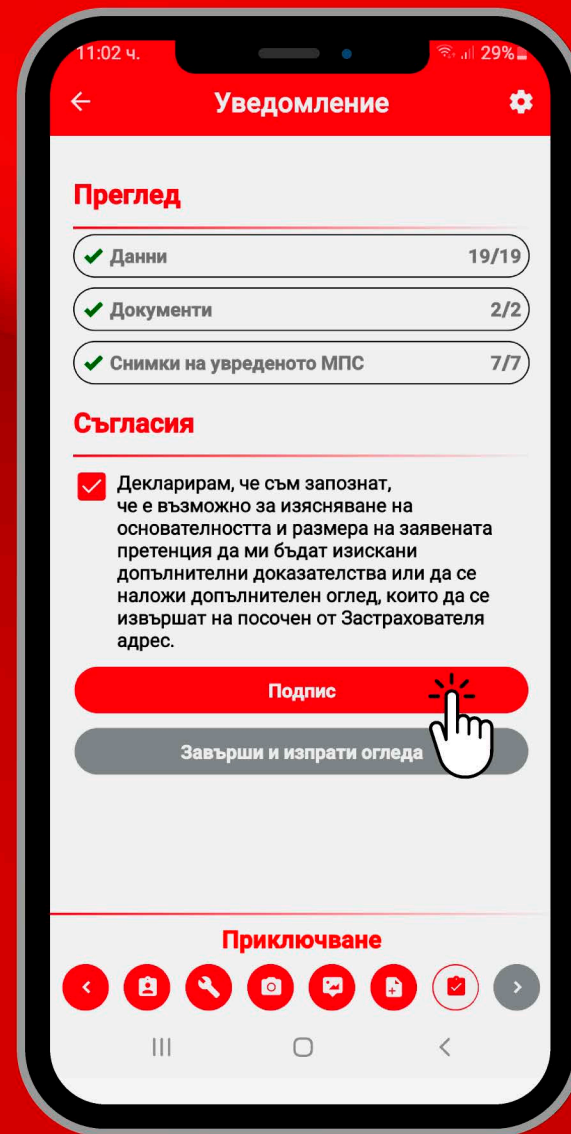 11:02 ч. 29%
Уведомление
Преглед
Данни 19/19
Документи 2/2
Снимки на увреденото МПС 7/7
Съгласия
Декларирам, че съм запознат,
че е възможно за изясняване на
основателността и размера на заявената
претенция да ми бъдат изискани
допълнителни доказателства или да се
наложи допълнителен оглед, които да се
извършат на посочен от Застрахователя
адрес.
Подпис
Завърши и изпрати огледа
Приключване